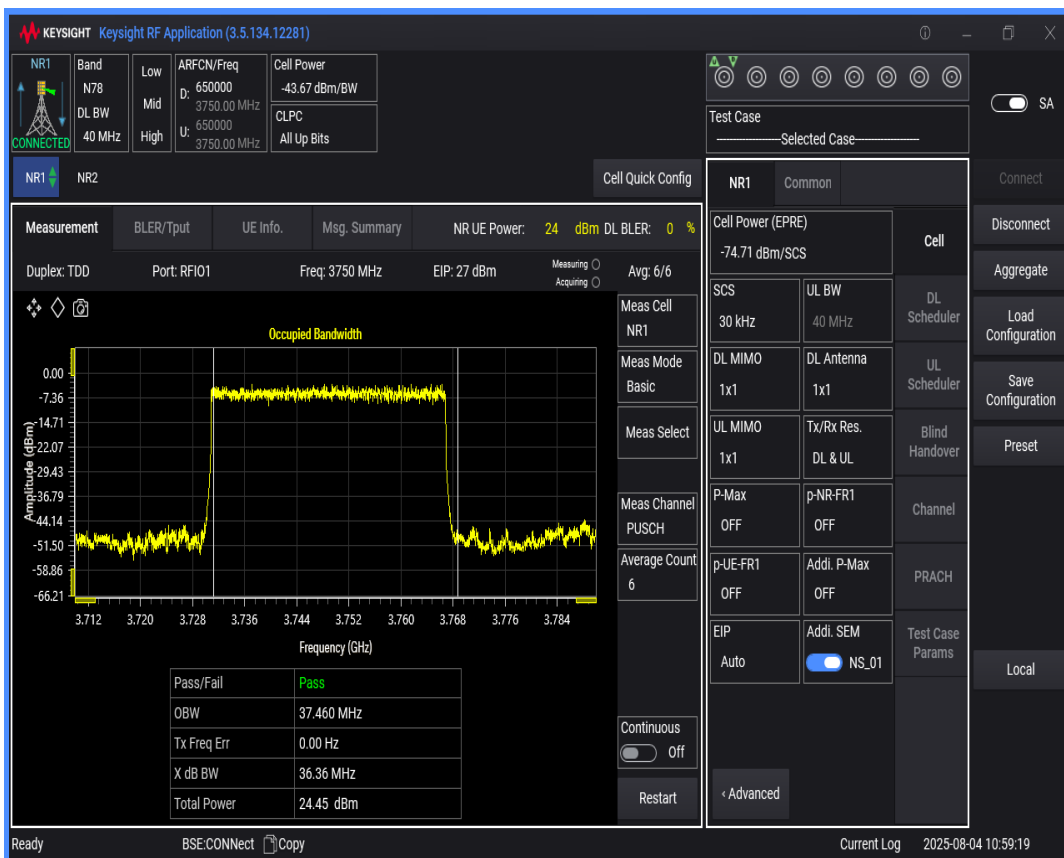 KEYSIGHT Keysight RF Application (3.5.134.12281)
NR1
CONNECTED
Band
N78
DL BW
40 MHz
Low
Mid
High
ARFCN/Freq
D: 650000
3750.00 MHz
U: 650000
3750.00 MHz
Cell Power
-43.67 dBm/BW
CLPC
All Up Bits
Test Case
Selected Case
SA
NR1
NR2
Cell Quick Config
Measurement
BLER/Tput
UE Info.
Msg. Summary
NR UE Power: 24 dBm DL BLER: 0 %
Duplex: TDD
Port: RFIO1
Freq: 3750 MHz
EIP: 27 dBm
Measuring
Acquiring
Avg: 6/6
Occupied Bandwidth
Amplitude (dBm)
0.00
-7.36
-14.71
-22.07
-29.43
-36.79
-44.14
-51.50
-58.86
-66.21
3.712 3.720 3.728 3.736 3.744 3.752 3.760 3.768 3.776 3.784
Frequency (GHz)
Pass/Fail Pass
OBW 37.460 MHz
Tx Freq Err 0.00 Hz
X dB BW 36.36 MHz
Total Power 24.45 dBm
Meas Cell
NR1
Meas Mode
Basic
Meas Select
Meas Channel
PUSCH
Average Count
6
Continuous
Off
Restart
NR1
Common
Cell Power (EPRE)
-74.71 dBm/SCS
SCS
30 kHz
UL BW
40 MHz
DL MIMO
1x1
DL Antenna
1x1
UL MIMO
1x1
Tx/Rx Res.
DL & UL
P-Max
OFF
p-NR-FR1
OFF
p-UE-FR1
OFF
Addi. P-Max
OFF
EIP
Auto
Addi. SEM
NS_01
‹ Advanced
Cell
DL
Scheduler
UL
Scheduler
Blind
Handover
Channel
PRACH
Test Case
Params
Connect
Disconnect
Aggregate
Load
Configuration
Save
Configuration
Preset
Local
Ready
BSE:CONNect
Copy
Current Log
2025-08-04 10:59:19